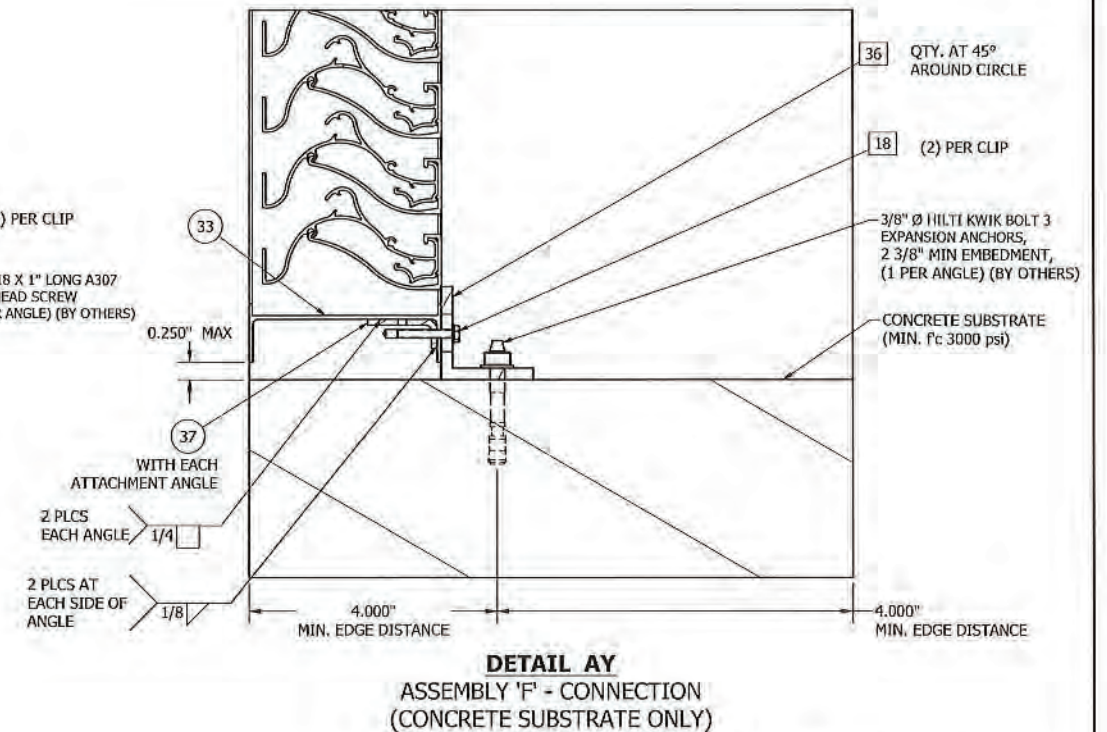 36
QTY. AT 45°
AROUND CIRCLE
18
(2) PER CLIP
3/8" Ø HILTI KWIK BOLT 3
EXPANSION ANCHORS,
2 3/8" MIN EMBEDMENT,
(1 PER ANGLE) (BY OTHERS)
CONCRETE SUBSTRATE
(MIN. f'c 3000 psi)
) PER CLIP
33
8 X 1" LONG A307
EAD SCREW
ANGLE) (BY OTHERS)
0.250" MAX
37
WITH EACH
ATTACHMENT ANGLE
2 PLCS
EACH ANGLE
1/4
2 PLCS AT
EACH SIDE OF
ANGLE
1/8
4.000"
MIN. EDGE DISTANCE
4.000"
MIN. EDGE DISTANCE
DETAIL AY
ASSEMBLY 'F' - CONNECTION
(CONCRETE SUBSTRATE ONLY)